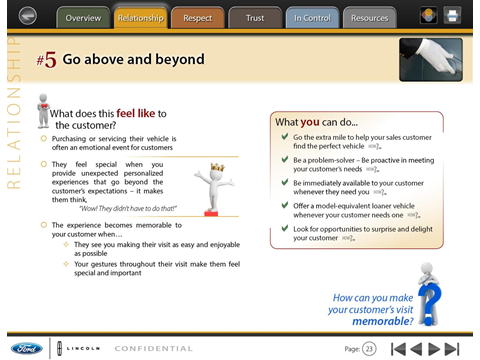 Overview
Relationship
Respect
Trust
In Control
Resources
RELATIONSHIP
#5 Go above and beyond
What does this feel like to
the customer?
Purchasing or servicing their vehicle is
often an emotional event for customers
They feel special when you
provide unexpected personalized
experiences that go beyond the
customer's expectations – it makes
them think,
"Wow! They didn't have to do that!"
The experience becomes memorable to
your customer when…
They see you making their visit as easy and enjoyable
as possible
Your gestures throughout their visit make them feel
special and important
What you can do...
Go the extra mile to help your sales customer
find the perfect vehicle
Be a problem-solver – Be proactive in meeting
your customer's needs
Be immediately available to your customer
whenever they need you
Offer a model-equivalent loaner vehicle
whenever your customer needs one
Look for opportunities to surprise and delight
your customer
How can you make
your customer's visit
memorable?
Ford
LINCOLN
CONFIDENTIAL
Page: 23